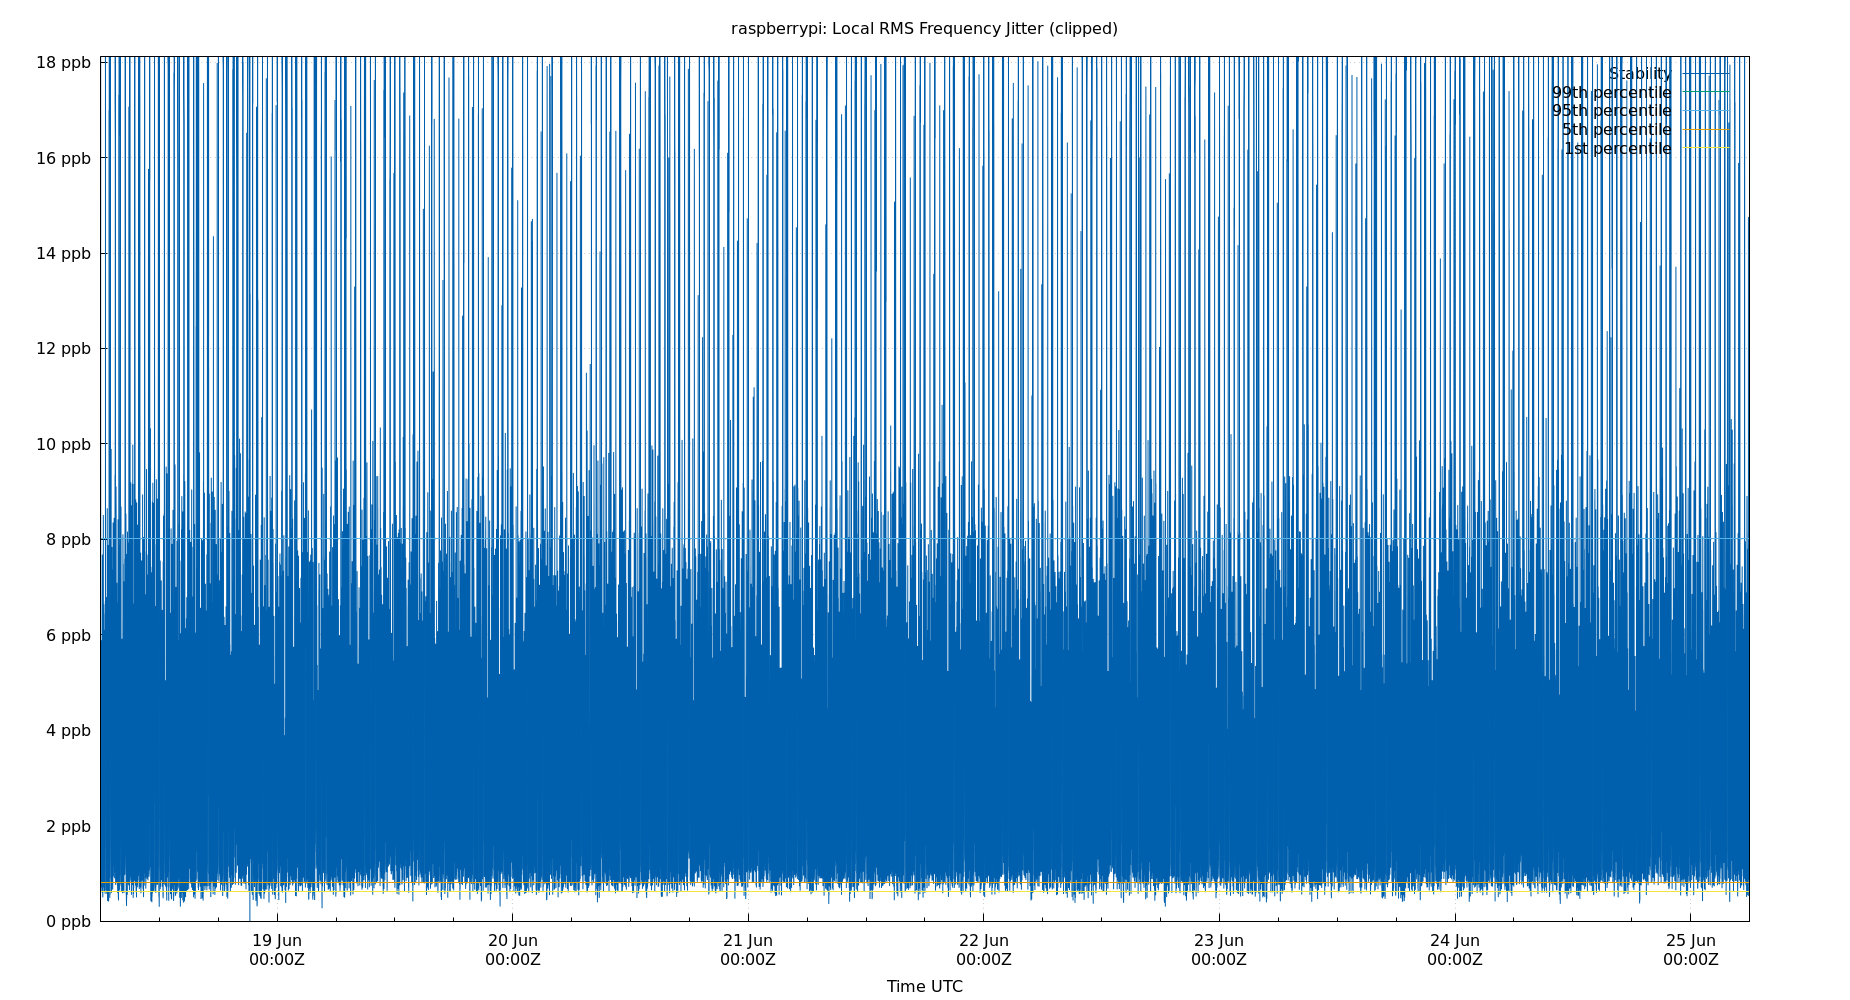 raspberrypi: Local RMS Frequency Jitter (clipped)
18 ppb
16 ppb
14 ppb
12 ppb
10 ppb
8 ppb
6 ppb
4 ppb
2 ppb
0 ppb
Stability
99th percentile
95th percentile
5th percentile
1st percentile
19 Jun
00:00Z
20 Jun
00:00Z
21 Jun
00:00Z
22 Jun
00:00Z
23 Jun
00:00Z
24 Jun
00:00Z
25 Jun
00:00Z
Time UTC